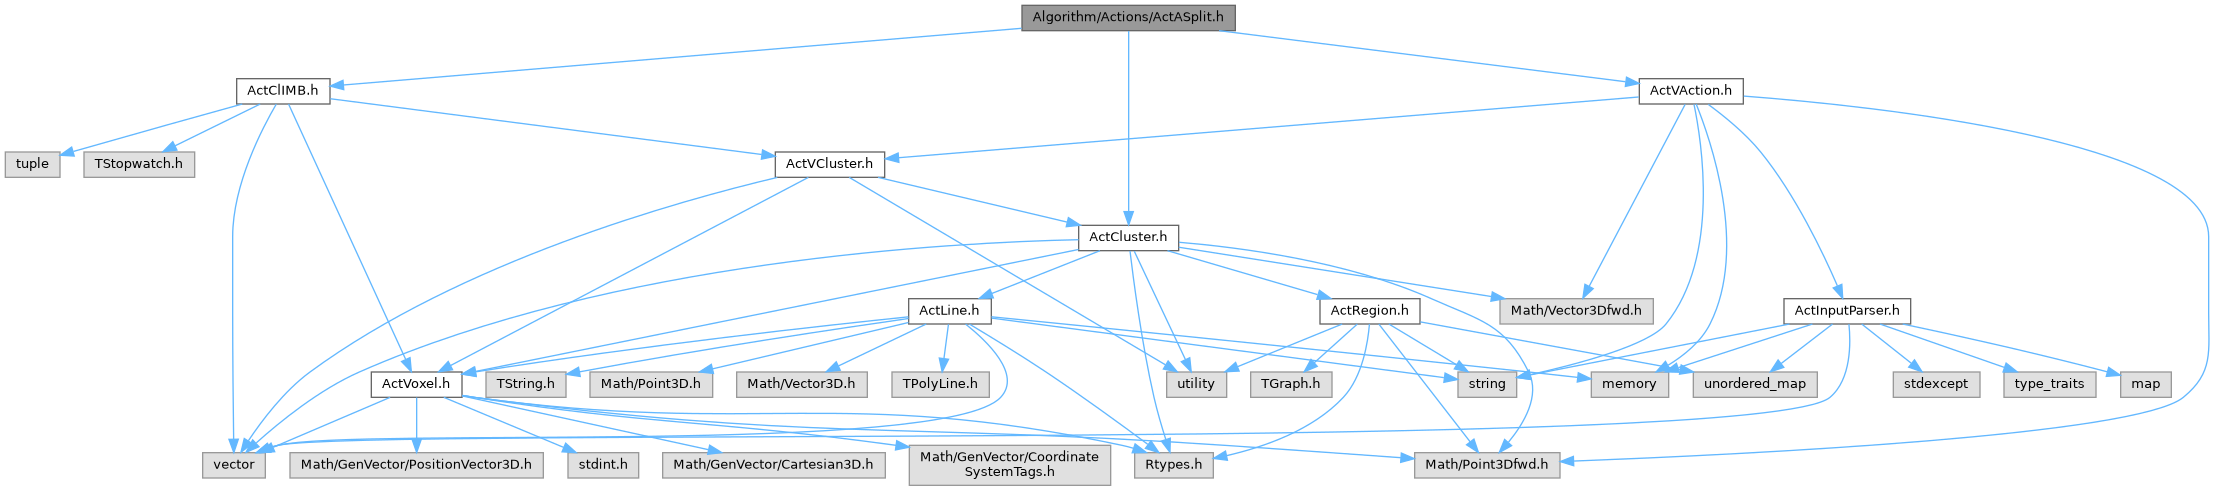 Algorithm/Actions/ActASplit.h
ActClIMB.h
ActVAction.h
tuple
TStopwatch.h
ActVCluster.h
ActCluster.h
ActLine.h
ActRegion.h
Math/Vector3Dfwd.h
ActInputParser.h
ActVoxel.h
TString.h
Math/Point3D.h
Math/Vector3D.h
TPolyLine.h
utility
TGraph.h
string
memory
unordered_map
stdexcept
type_traits
map
vector
Math/GenVector/PositionVector3D.h
stdint.h
Math/GenVector/Cartesian3D.h
Math/GenVector/Coordinate
SystemTags.h
Rtypes.h
Math/Point3Dfwd.h